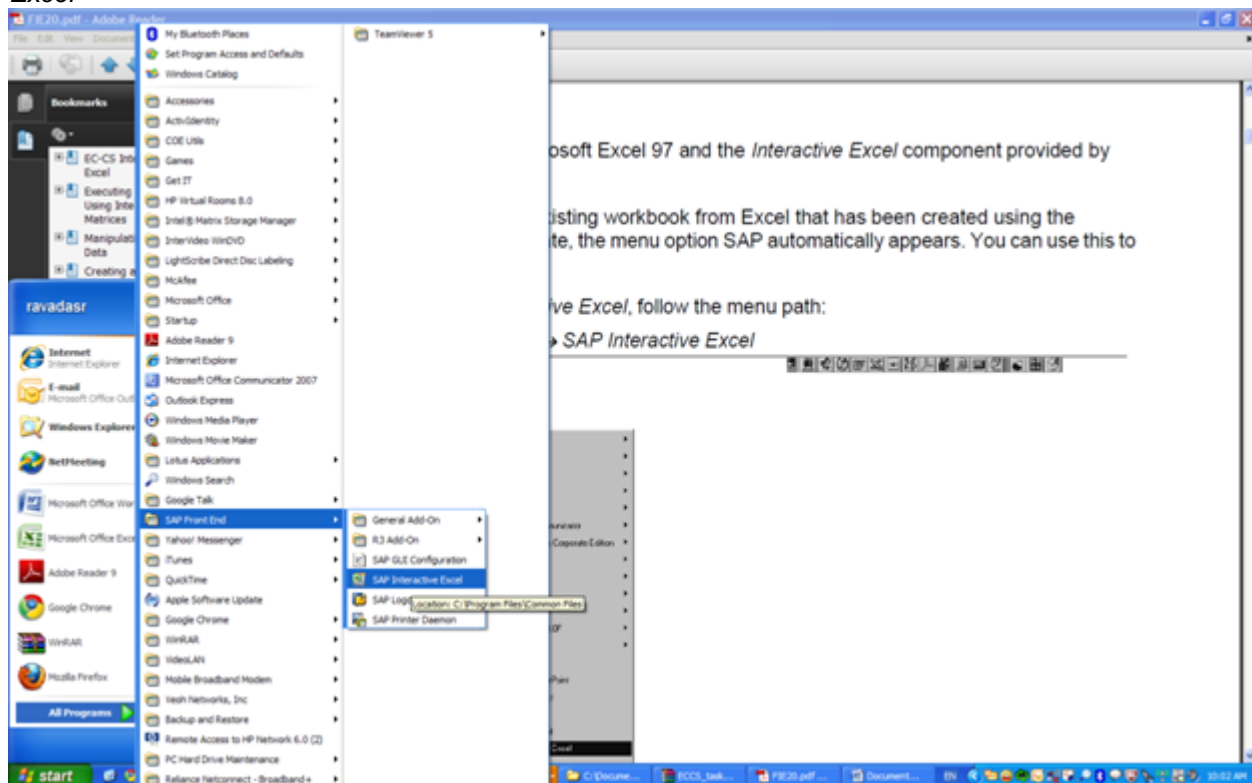 Excel
FIE20.pdf - Adobe Reader
File Edit View Document
Bookmarks
EC-CS Inte
Excel
Executing
Using Inte
Matrices
Manipulati
Data
Creating a
ravadasr
Internet
Internet Explorer
E-mail
Microsoft Office Outl
Windows Explorer
NetMeeting
Microsoft Office Wor
Microsoft Office Exce
Adobe Reader 9
Google Chrome
WinRAR
Mozilla Firefox
All Programs
start
My Bluetooth Places
Set Program Access and Defaults
Windows Catalog
Accessories
ActivIdentity
COE Utils
Games
Get IT
HP Virtual Rooms 8.0
Intel® Matrix Storage Manager
InterVideo WinDVD
LightScribe Direct Disc Labeling
McAfee
Microsoft Office
Startup
Adobe Reader 9
Internet Explorer
Microsoft Office Communicator 2007
Outlook Express
Windows Media Player
Windows Movie Maker
Lotus Applications
Windows Search
Google Talk
SAP Front End
Yahoo! Messenger
iTunes
QuickTime
Apple Software Update
Google Chrome
WinRAR
VideoLAN
Mobile Broadband Modem
Veoh Networks, Inc
Backup and Restore
Remote Access to HP Network 6.0 (2)
PC Hard Drive Maintenance
Reliance Netconnect - Broadband+
TeamViewer 5
General Add-On
R3 Add-On
SAP GUI Configuration
SAP Interactive Excel
SAP Logo
Location: C:\Program Files\Common Files
SAP Printer Daemon
osoft Excel 97 and the Interactive Excel component provided by
isting workbook from Excel that has been created using the
te, the menu option SAP automatically appears. You can use this to
ive Excel, follow the menu path:
→ SAP Interactive Excel
Corporate Edition
Point
Excel
C:\Docume...
ECCS_task...
FIE20.pdf ...
Document...
EN
10:02 AM